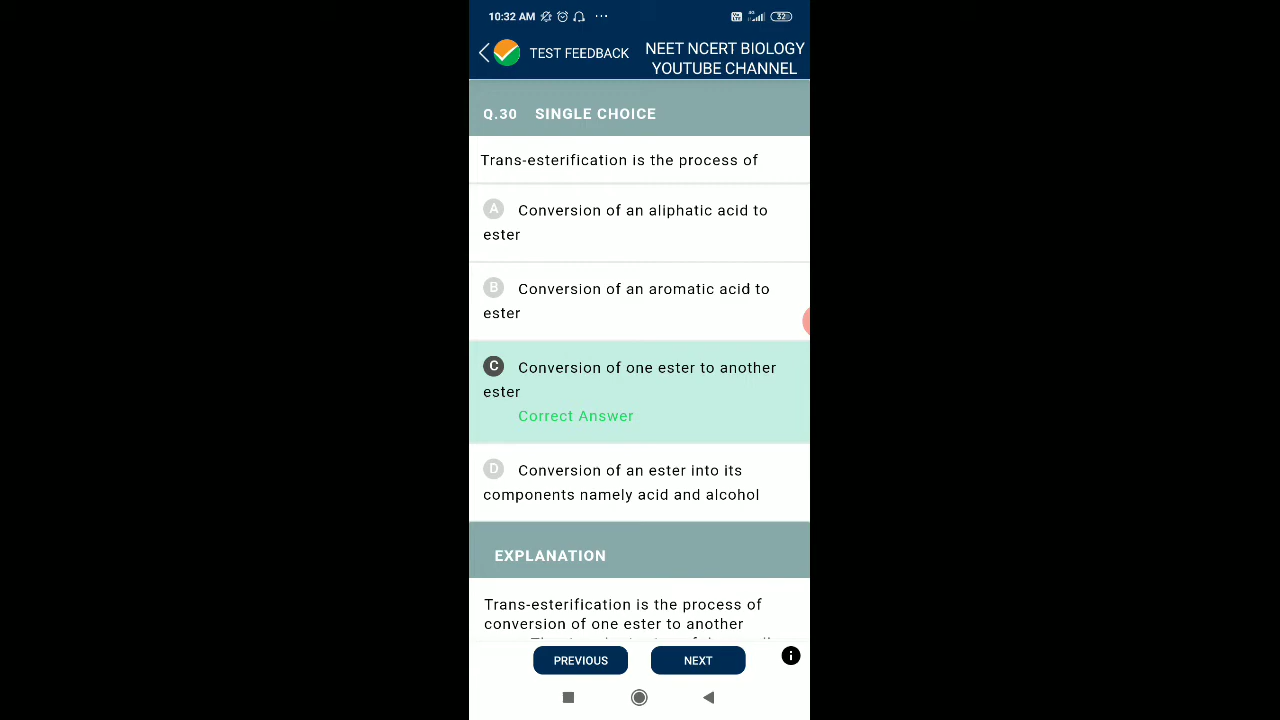 10:32 AM
4G
52
TEST FEEDBACK
NEET NCERT BIOLOGY
YOUTUBE CHANNEL
Q.30 SINGLE CHOICE
Trans-esterification is the process of
A Conversion of an aliphatic acid to
ester
B Conversion of an aromatic acid to
ester
C Conversion of one ester to another
ester
Correct Answer
D Conversion of an ester into its
components namely acid and alcohol
EXPLANATION
Trans-esterification is the process of
conversion of one ester to another
PREVIOUS
NEXT